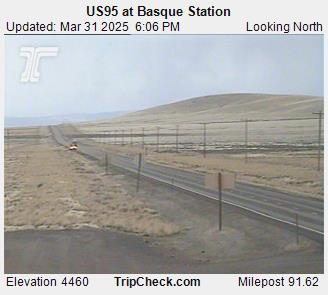 US95 at Basque Station
Updated: Mar 31 2025 6:06 PM Looking North
Elevation 4460 TripCheck.com Milepost 91.62